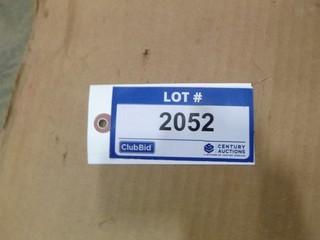 LOT #
2052
ClubBid
CENTURY
AUCTIONS